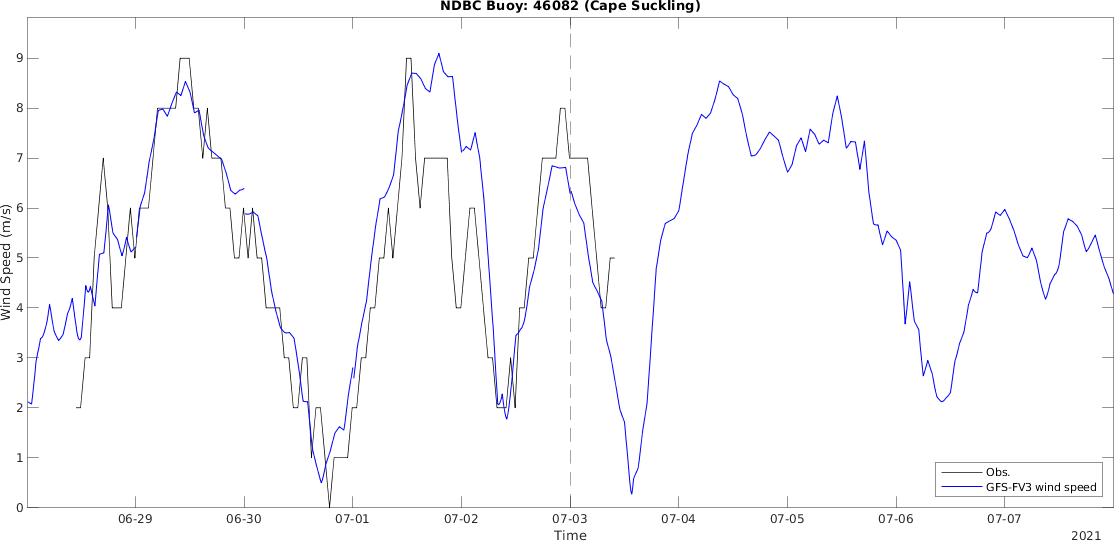 NDBC Buoy: 46082 (Cape Suckling)
Wind Speed (m/s)
9
8
7
6
5
4
3
2
1
0
Obs.
GFS-FV3 wind speed
06-29 06-30 07-01 07-02 07-03 07-04 07-05 07-06 07-07
Time
2021